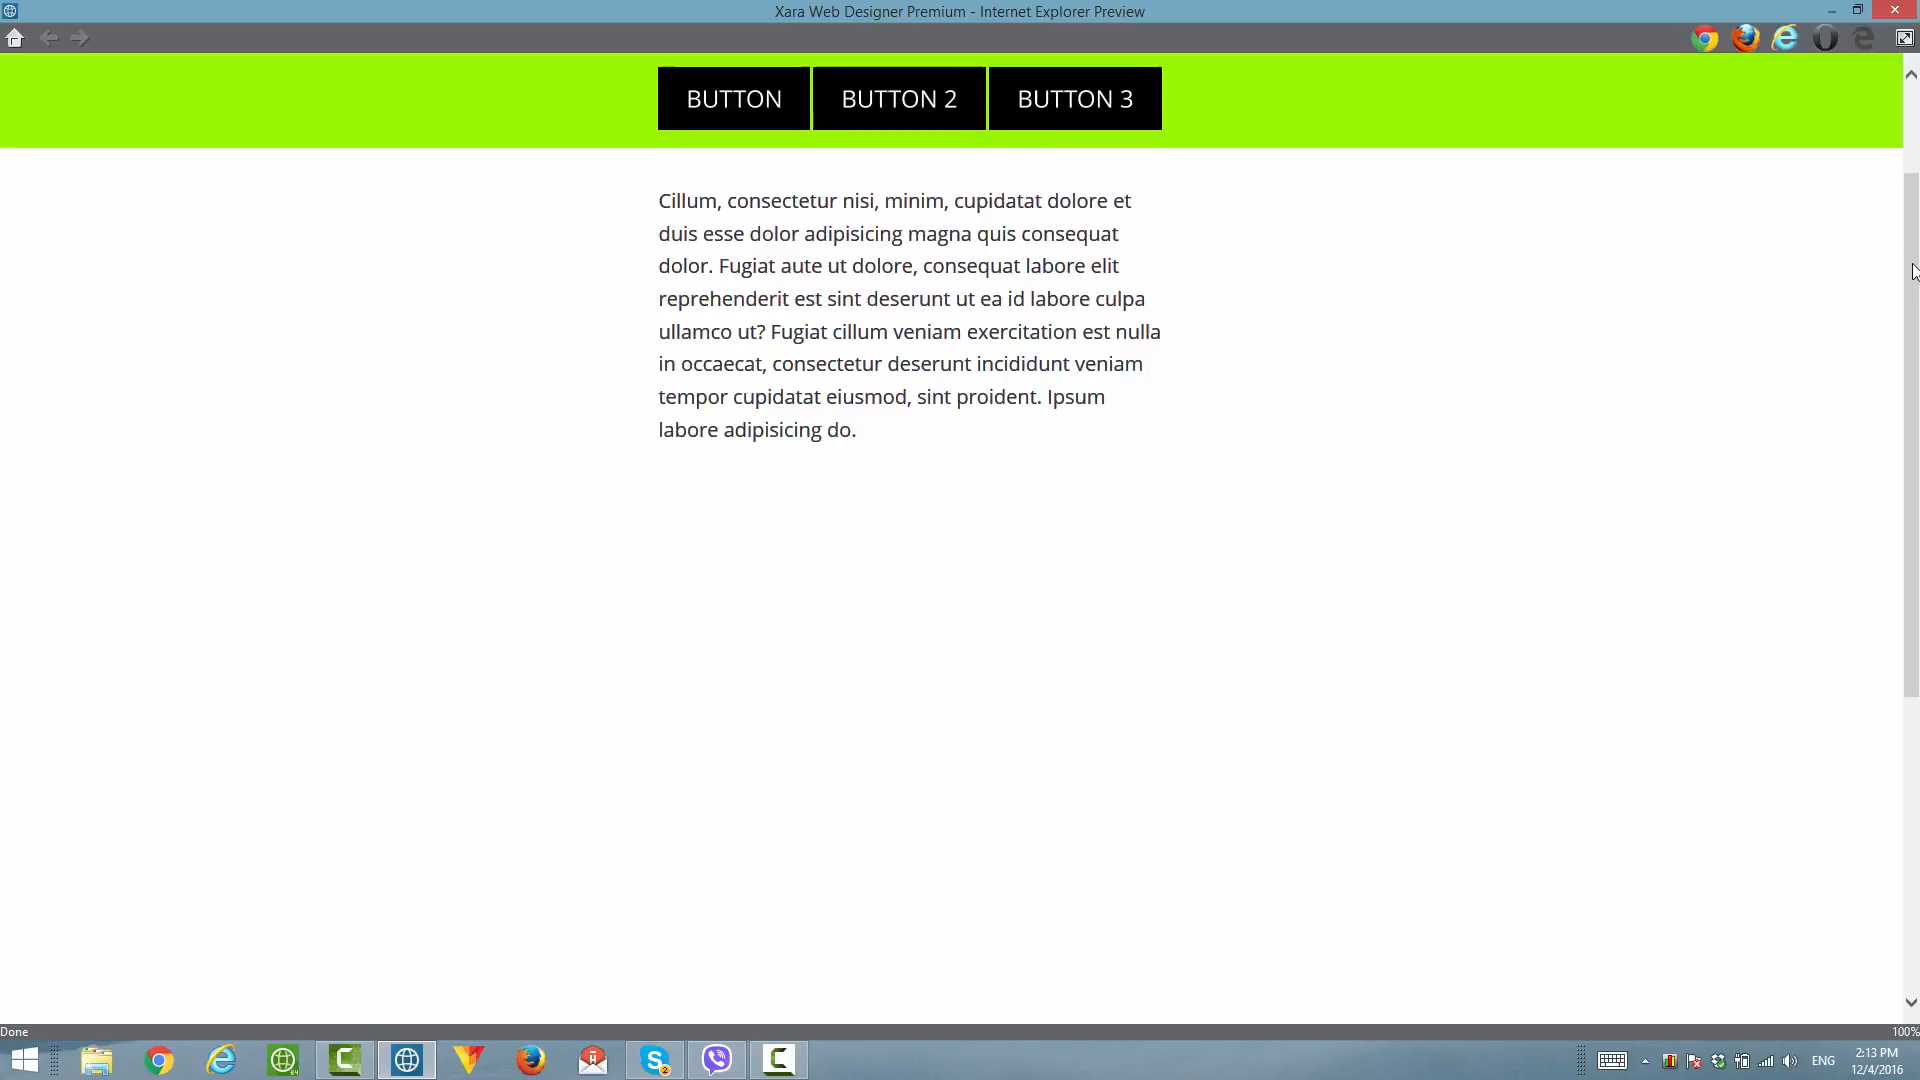 Xara Web Designer Premium - Internet Explorer Preview
BUTTON BUTTON 2 BUTTON 3
Cillum, consectetur nisi, minim, cupidatat dolore et
duis esse dolor adipisicing magna quis consequat
dolor. Fugiat aute ut dolore, consequat labore elit
reprehenderit est sint deserunt ut ea id labore culpa
ullamco ut? Fugiat cillum veniam exercitation est nulla
in occaecat, consectetur deserunt incididunt veniam
tempor cupidatat eiusmod, sint proident. Ipsum
labore adipisicing do.
Done 100%
ENG 2:13 PM
12/4/2016